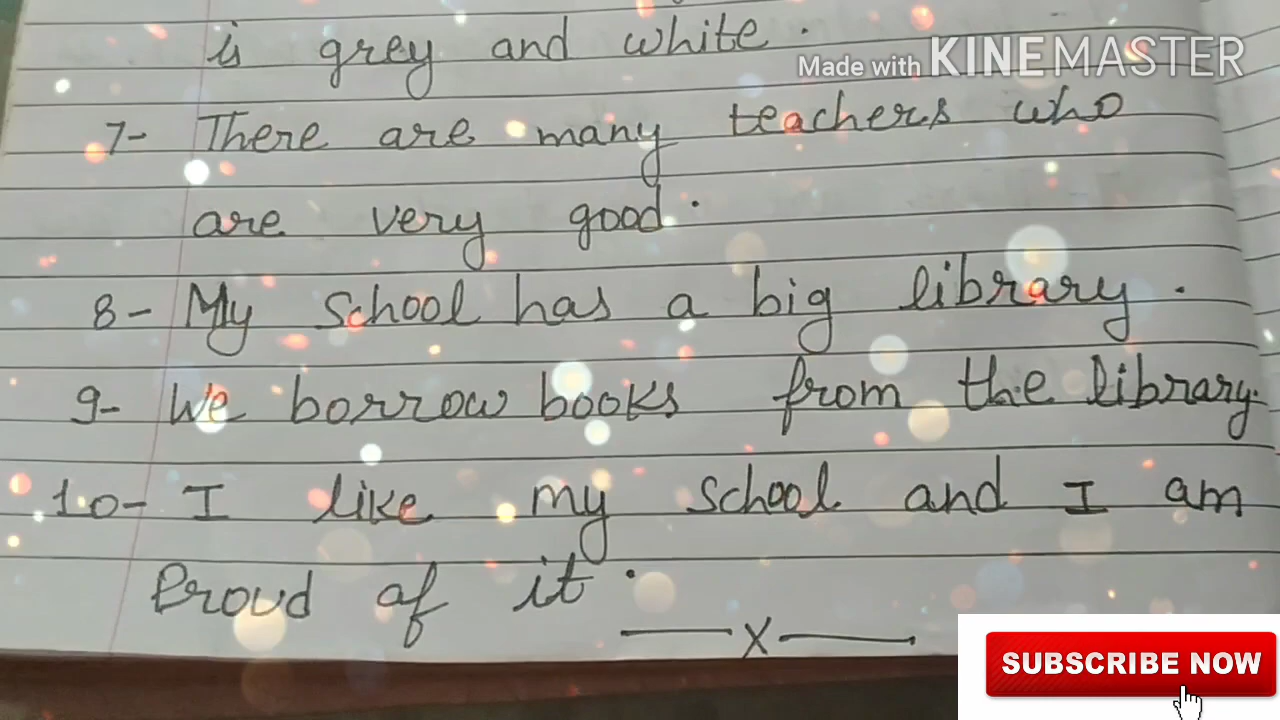 is grey and white.
Made with KINEMASTER
7- There are many teachers who
are very good.
8- My school has a big library.
9- We borrow books from the library.
10- I like my school and I am
Proud of it.
—x—
SUBSCRIBE NOW